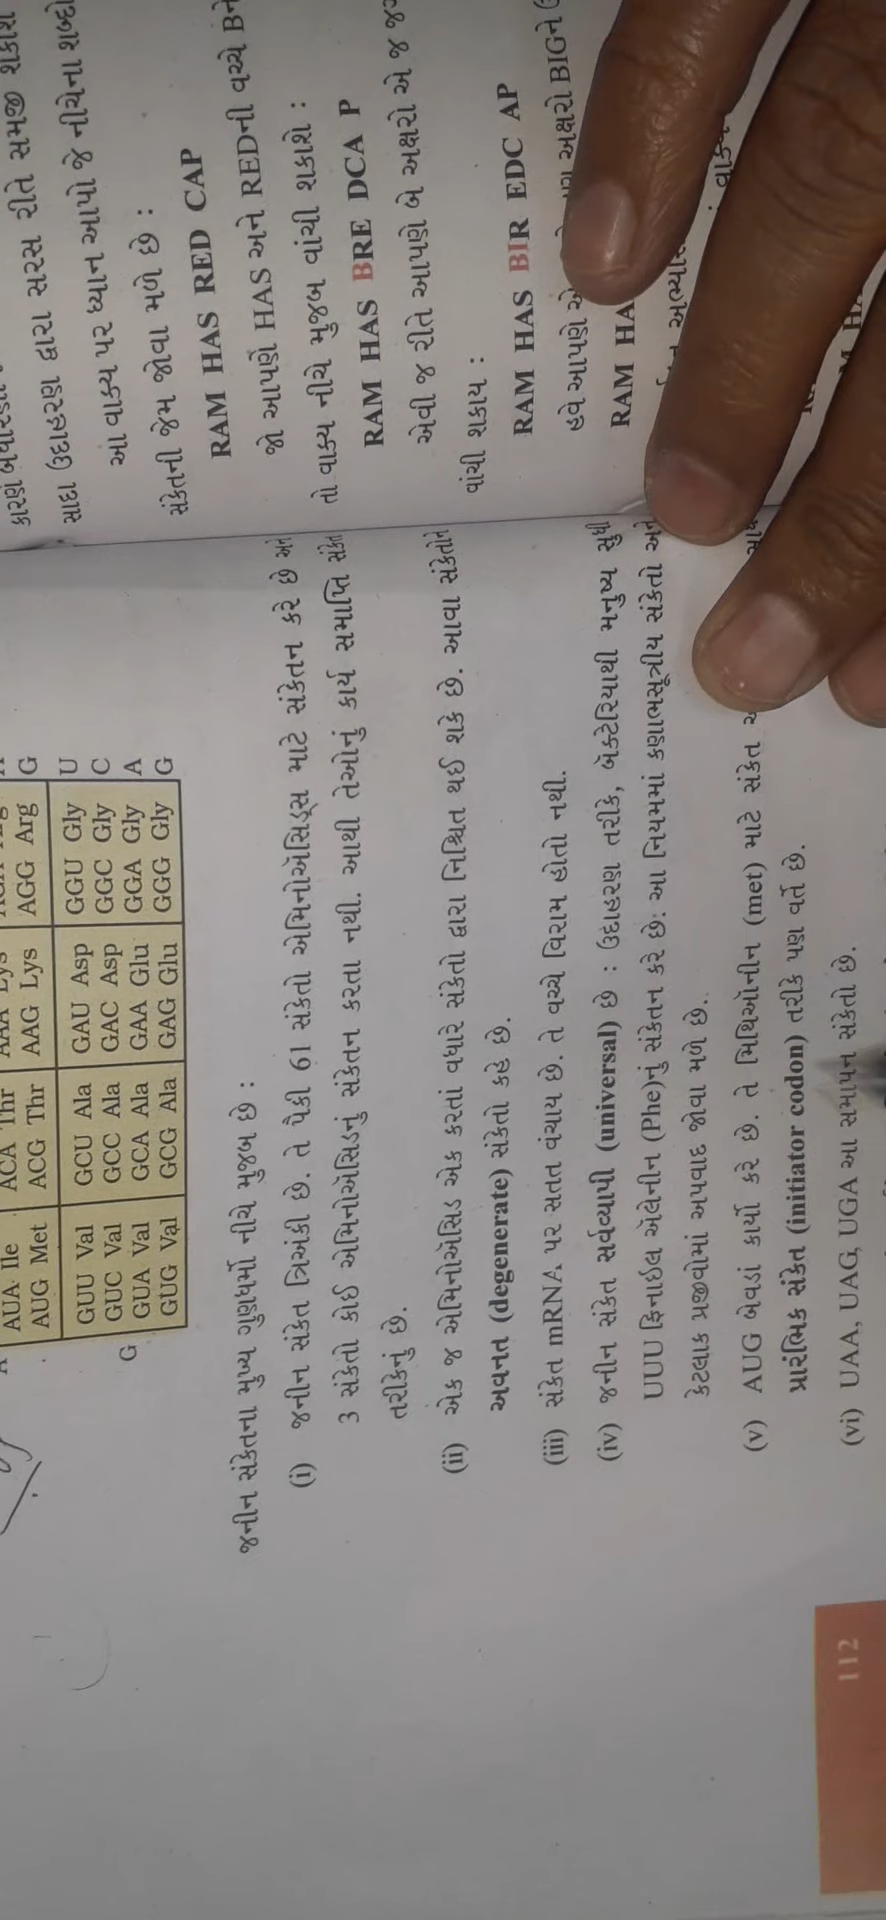 AUA Ile ACA Thr AAA Lys
AUG Met ACG Thr AAG Lys AGG Arg G
GUU Val GCU Ala GAU Asp GGU Gly U
GUC Val GCC Ala GAC Asp GGC Gly C
G GUA Val GCA Ala GAA Glu GGA Gly A
GUG Val GCG Ala GAG Glu GGG Gly G
જનીન સંકેતના મુખ્ય ગુણધર્મો નીચે મુજબ છે :
(i) જનીન સંકેત ત્રિઅંકી છે. તે પૈકી 61 સંકેતો એમિનોઍસિડ્સ માટે સંકેતન કરે છે અને
3 સંકેતો કોઈ એમિનોઍસિડનું સંકેતન કરતા નથી. આથી તેઓનું કાર્ય સમાપ્તિ સંકેત
તરીકેનું છે.
(ii) એક જ એમિનોઍસિડ એક કરતાં વધારે સંકેતો દ્વારા નિશ્ચિત થઈ શકે છે. આવા સંકેતોને
અવનત (degenerate) સંકેતો કહે છે.
(iii) સંકેત mRNA પર સતત વંચાય છે. તે વચ્ચે વિરામ હોતો નથી.
(iv) જનીન સંકેત સર્વવ્યાપી (universal) છે : ઉદાહરણ તરીકે, બૅક્ટેરિયાથી મનુષ્ય સુધી
UUU ફિનાઈલ ઍલેનીન (Phe)નું સંકેતન કરે છે. આ નિયમમાં કણાભસૂત્રીય સંકેતો અને
કેટલાક પ્રજીવોમાં અપવાદ જોવા મળે છે.
(v) AUG બેવડાં કાર્યો કરે છે. તે મિથિઓનીન (met) માટે સંકેત
પ્રારંભિક સંકેત (initiator codon) તરીકે પણ વર્તે છે.
(vi) UAA, UAG, UGA આ સમાપન સંકેતો છે.
112
સાદા ઉદાહરણ દ્વારા સરસ રીતે સમજી શકાશે
આ વાક્ય પર ધ્યાન આપો જે નીચેના શબ્દો
સંકેતની જેમ જોવા મળે છે :
RAM HAS RED CAP
જો આપણે HAS અને REDની વચ્ચે B
તો વાક્ય નીચે મુજબ વાંચી શકાશે :
RAM HAS BRE DCA P
એવી જ રીતે આપણે બે અક્ષરો એ જ
વાંચી શકાય :
RAM HAS BIR EDC AP
હવે આપણે અક્ષરો BIGને
RAM HA